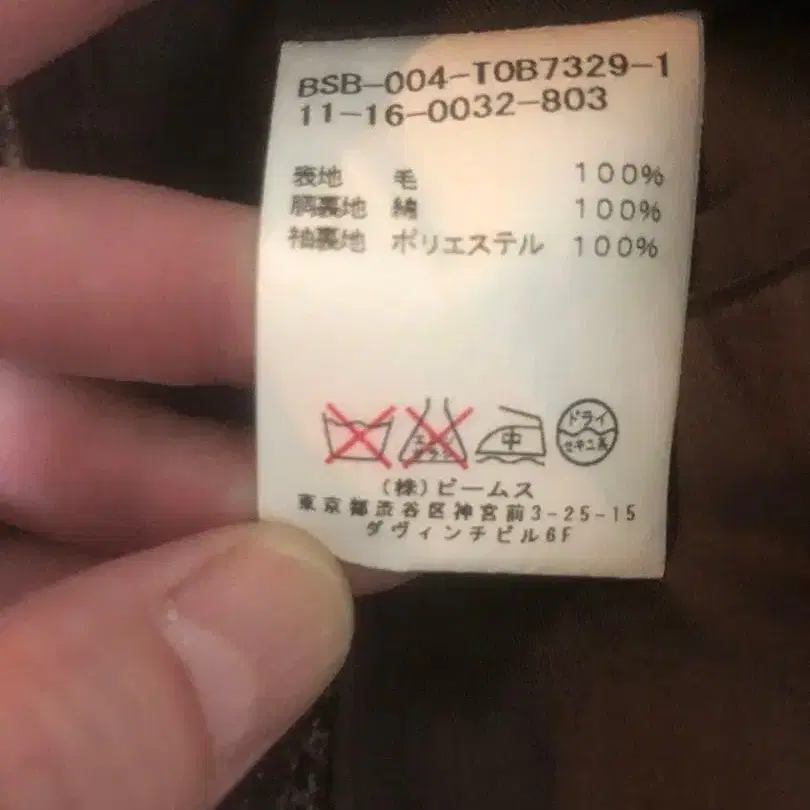 BSB-004-TOB7329-1
11-16-0032-803
表地 毛 100%
胴裏地 綿 100%
袖裏地 ポリエステル 100%
中 ドライ
セキユ系
(株)ビームス
東京都渋谷区神宮前3-25-15
ダヴィンチビル6F